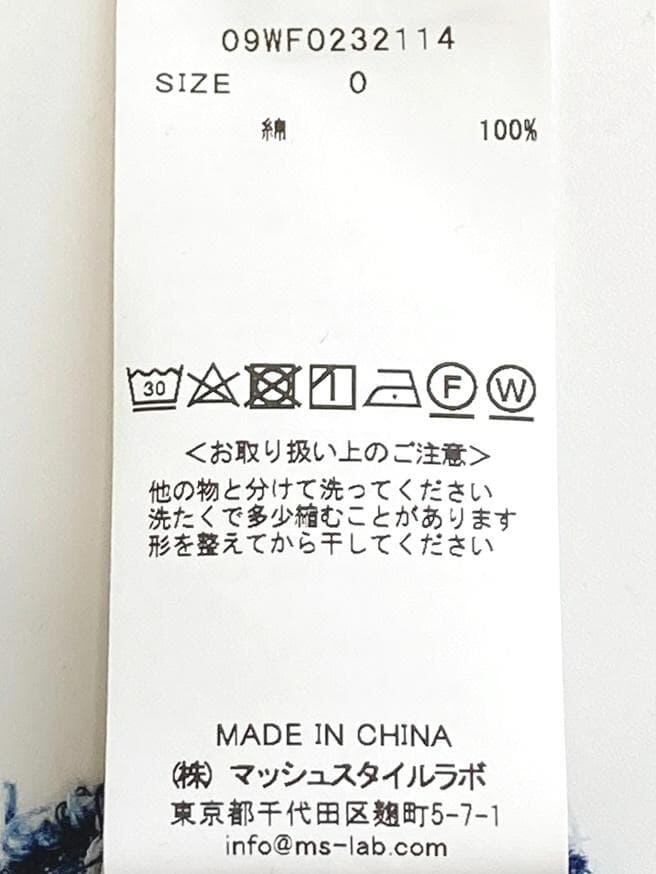 09WF0232114
SIZE 0
綿 100%
30 F W
<お取り扱い上のご注意>
他の物と分けて洗ってください
洗たくで多少縮むことがあります
形を整えてから干してください
MADE IN CHINA
(株) マッシュスタイルラボ
東京都千代田区麹町5-7-1
info@ms-lab.com